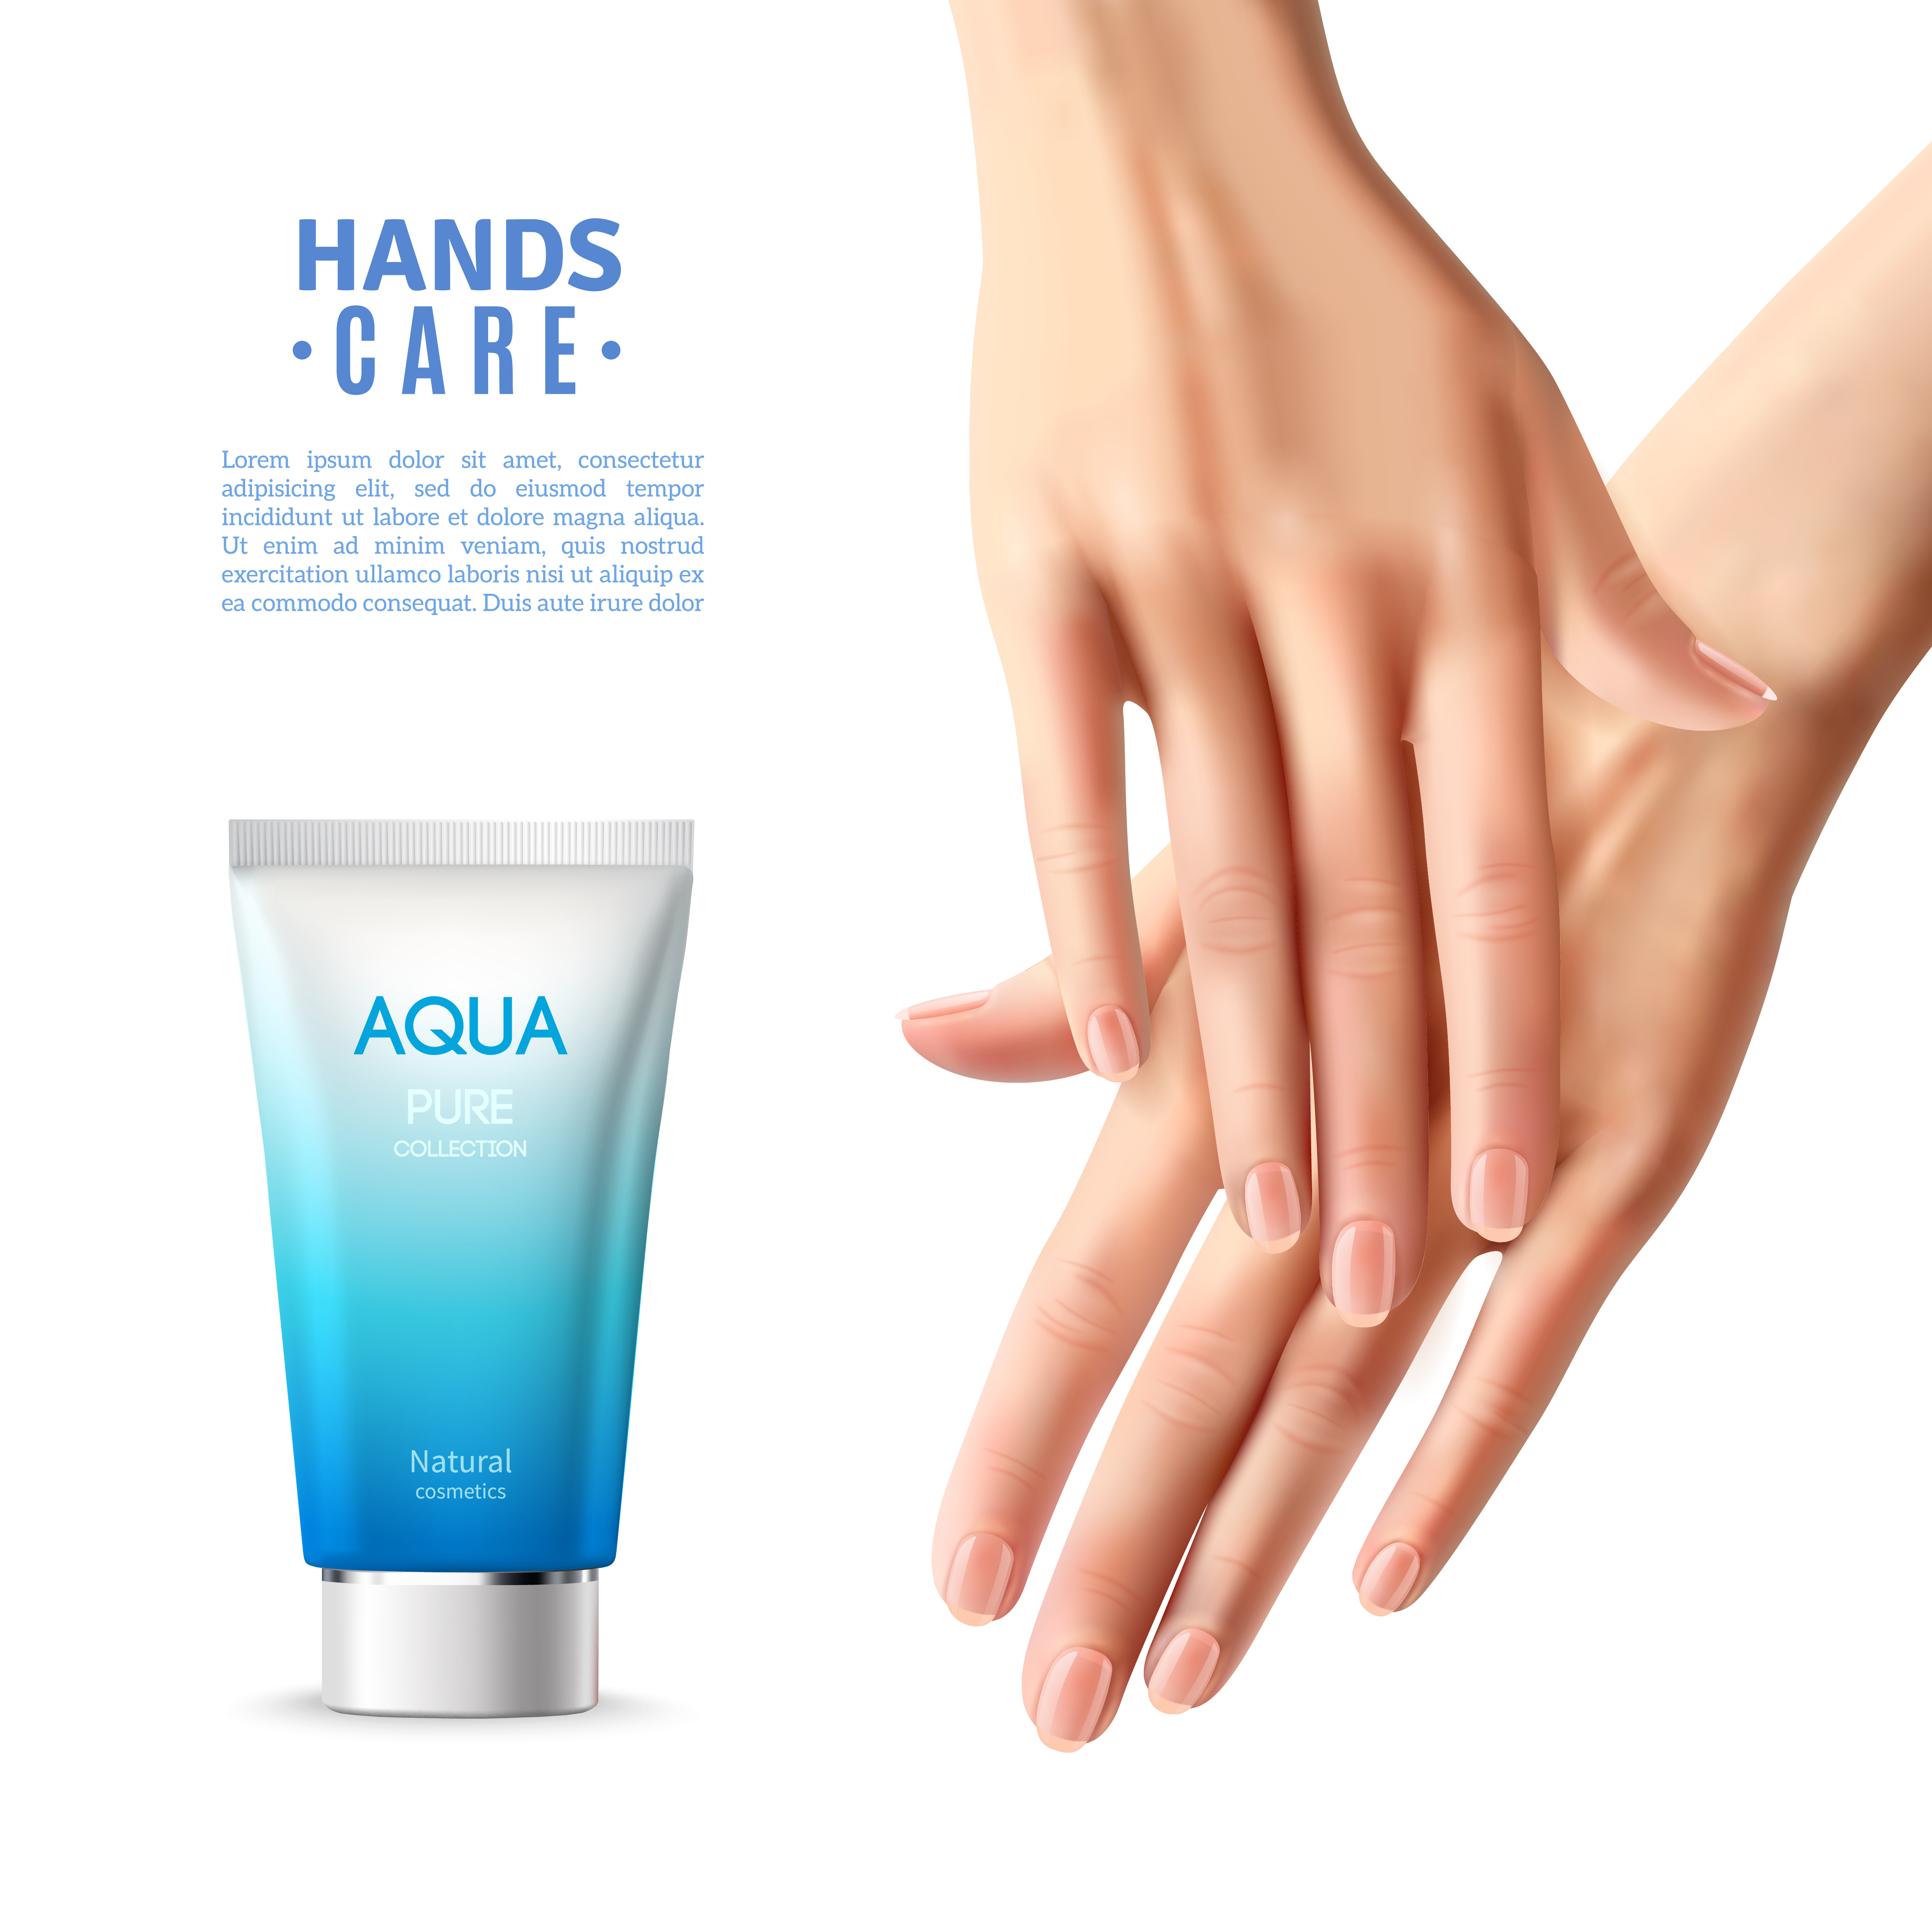 HANDS
• CARE •
Lorem ipsum dolor sit amet, consectetur
adipisicing elit, sed do eiusmod tempor
incididunt ut labore et dolore magna aliqua.
Ut enim ad minim veniam, quis nostrud
exercitation ullamco laboris nisi ut aliquip ex
ea commodo consequat. Duis aute irure dolor
AQUA
PURE
COLLECTION
Natural
cosmetics